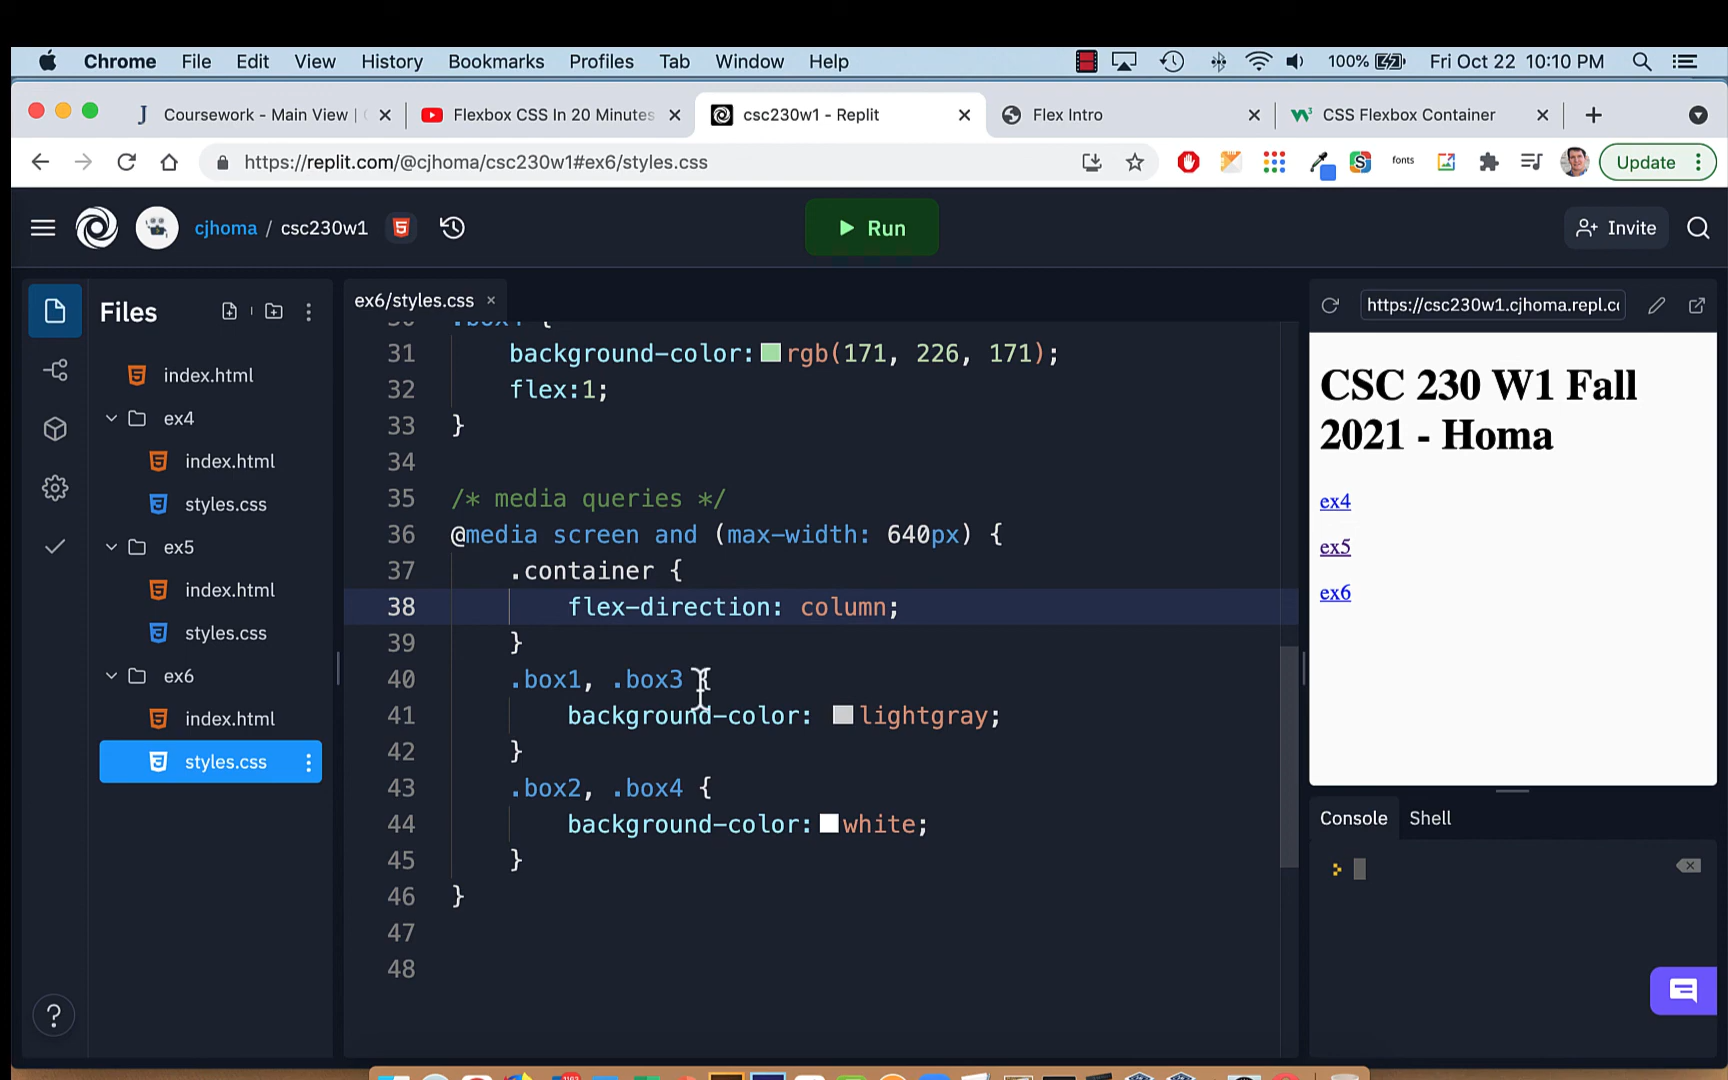 Chrome File Edit View History Bookmarks Profiles Tab Window Help 100% Fri Oct 22 10:10 PM
Coursework - Main View | Flexbox CSS In 20 Minutes csc230w1 - Replit Flex Intro CSS Flexbox Container
https://replit.com/@cjhoma/csc230w1#ex6/styles.css fonts Update
cjhoma / csc230w1 Run Invite
Files
index.html
ex4
index.html
styles.css
ex5
index.html
styles.css
ex6
index.html
styles.css
ex6/styles.css
31 background-color: rgb(171, 226, 171);
32 flex:1;
33 }
34
35 /* media queries */
36 @media screen and (max-width: 640px) {
37 .container {
38 flex-direction: column;
39 }
40 .box1, .box3 {
41 background-color: lightgray;
42 }
43 .box2, .box4 {
44 background-color: white;
45 }
46 }
47
48
https://csc230w1.cjhoma.repl.co
CSC 230 W1 Fall
2021 - Homa
ex4
ex5
ex6
Console Shell